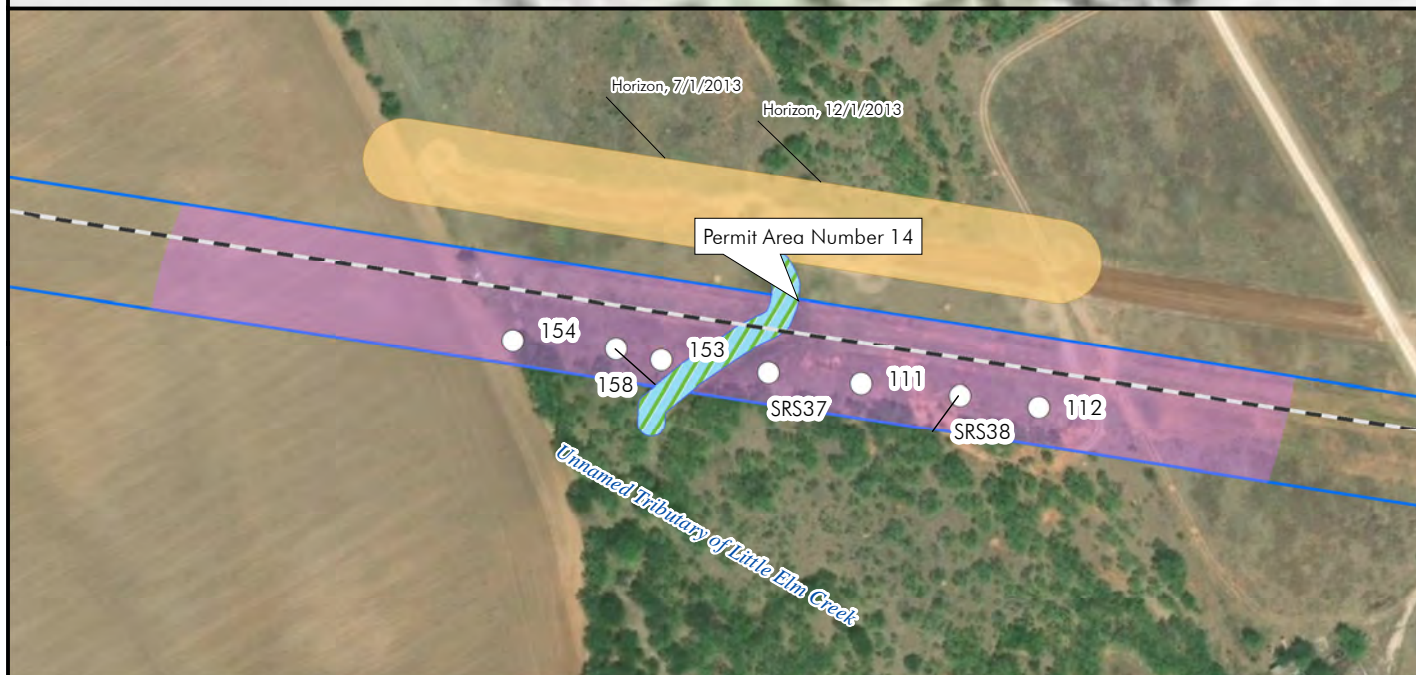 Horizon, 7/1/2013
Horizon, 12/1/2013
Permit Area Number 14
154
153
158
111
SRS37
112
SRS38
Unnamed Tributary of Little Elm Creek